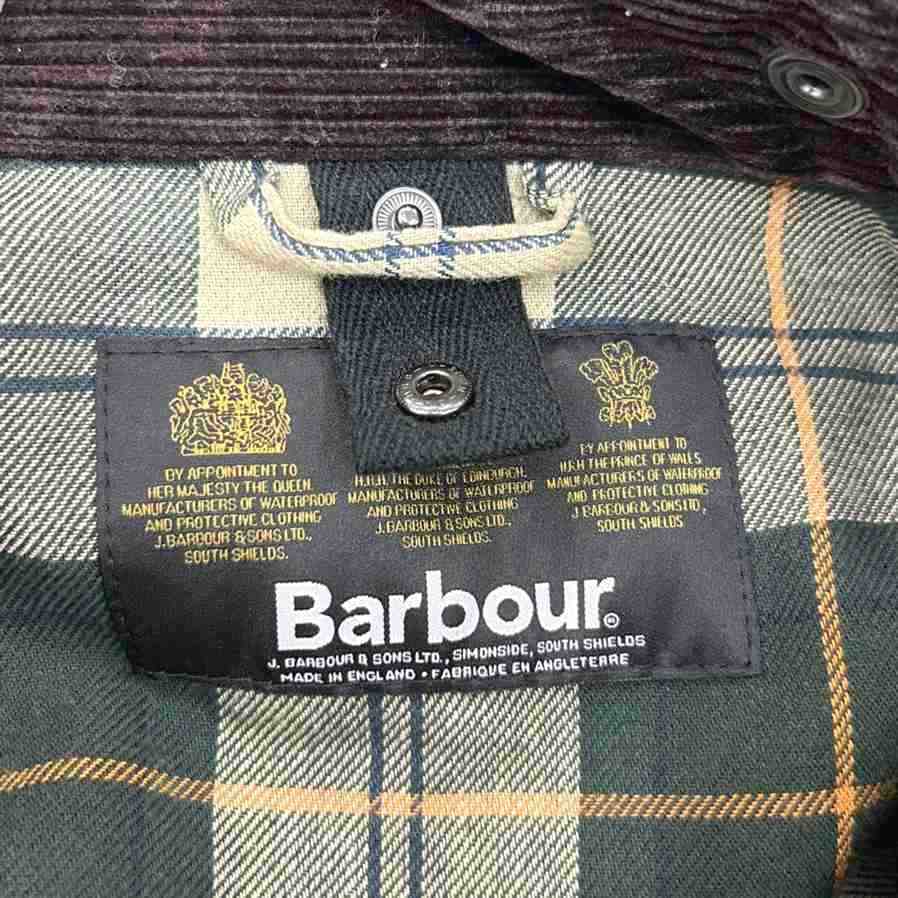 BY APPOINTMENT TO
HER MAJESTY THE QUEEN
MANUFACTURERS OF WATERPROOF
AND PROTECTIVE CLOTHING
J. BARBOUR & SONS LTD.,
SOUTH SHIELDS.
H.R.H. THE DUKE OF EDINBURGH,
MANUFACTURERS OF WATERPROOF
AND PROTECTIVE CLOTHING
J. BARBOUR & SONS LTD.,
SOUTH SHIELDS.
BY APPOINTMENT TO
H.R.H THE PRINCE OF WALES
MANUFACTURERS OF WATERPROOF
AND PROTECTIVE CLOTHING
J. BARBOUR & SONS LTD,
SOUTH SHIELDS
Barbour®
J. BARBOUR & SONS LTD., SIMONSIDE, SOUTH SHIELDS
MADE IN ENGLAND • FABRIQUE EN ANGLETERRE